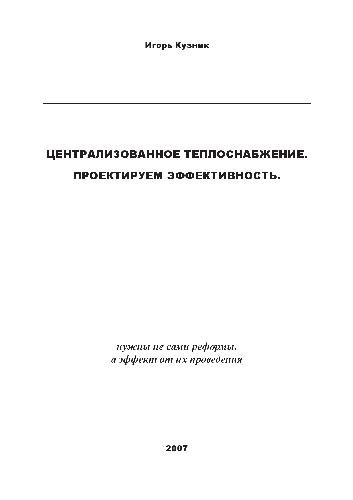 Игорь Кузник
ЦЕНТРАЛИЗОВАННОЕ ТЕПЛОСНАБЖЕНИЕ.
ПРОЕКТИРУЕМ ЭФФЕКТИВНОСТЬ.
нужны не сами реформы,
а эффект от их проведения
2007